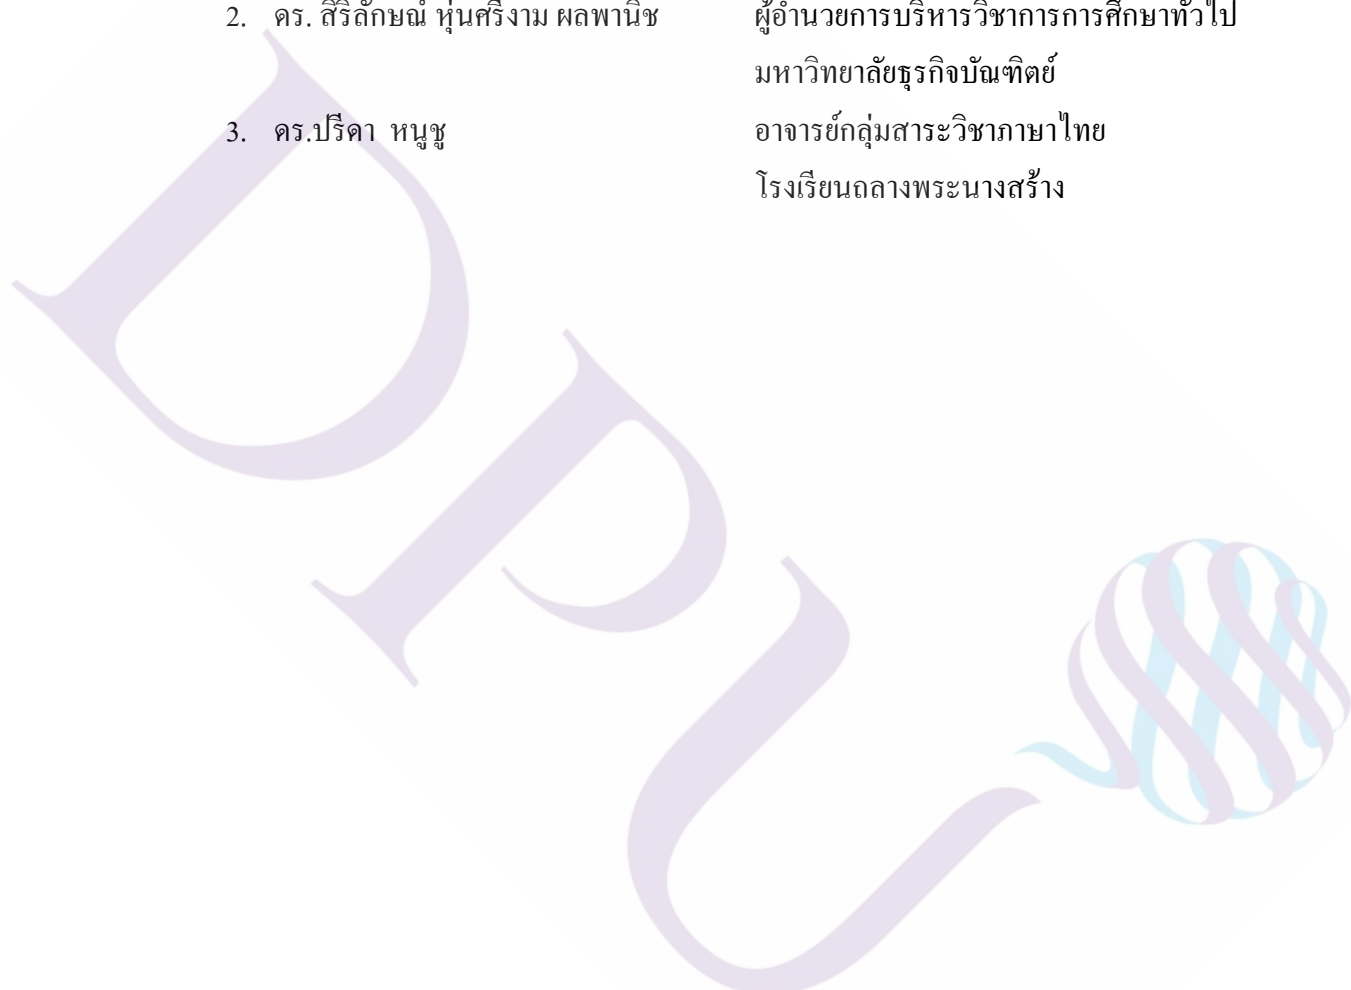 2. ดร. สิริลักษณ์ หุ่นศรีงาม ผลพานิช ผู้อำนวยการบริหารวิชาการการศึกษาทั่วไป
มหาวิทยาลัยธุรกิจบัณฑิตย์
3. ดร.ปรีดา หนูชู อาจารย์กลุ่มสาระวิชาภาษาไทย
โรงเรียนถลางพระนางสร้าง
DPU